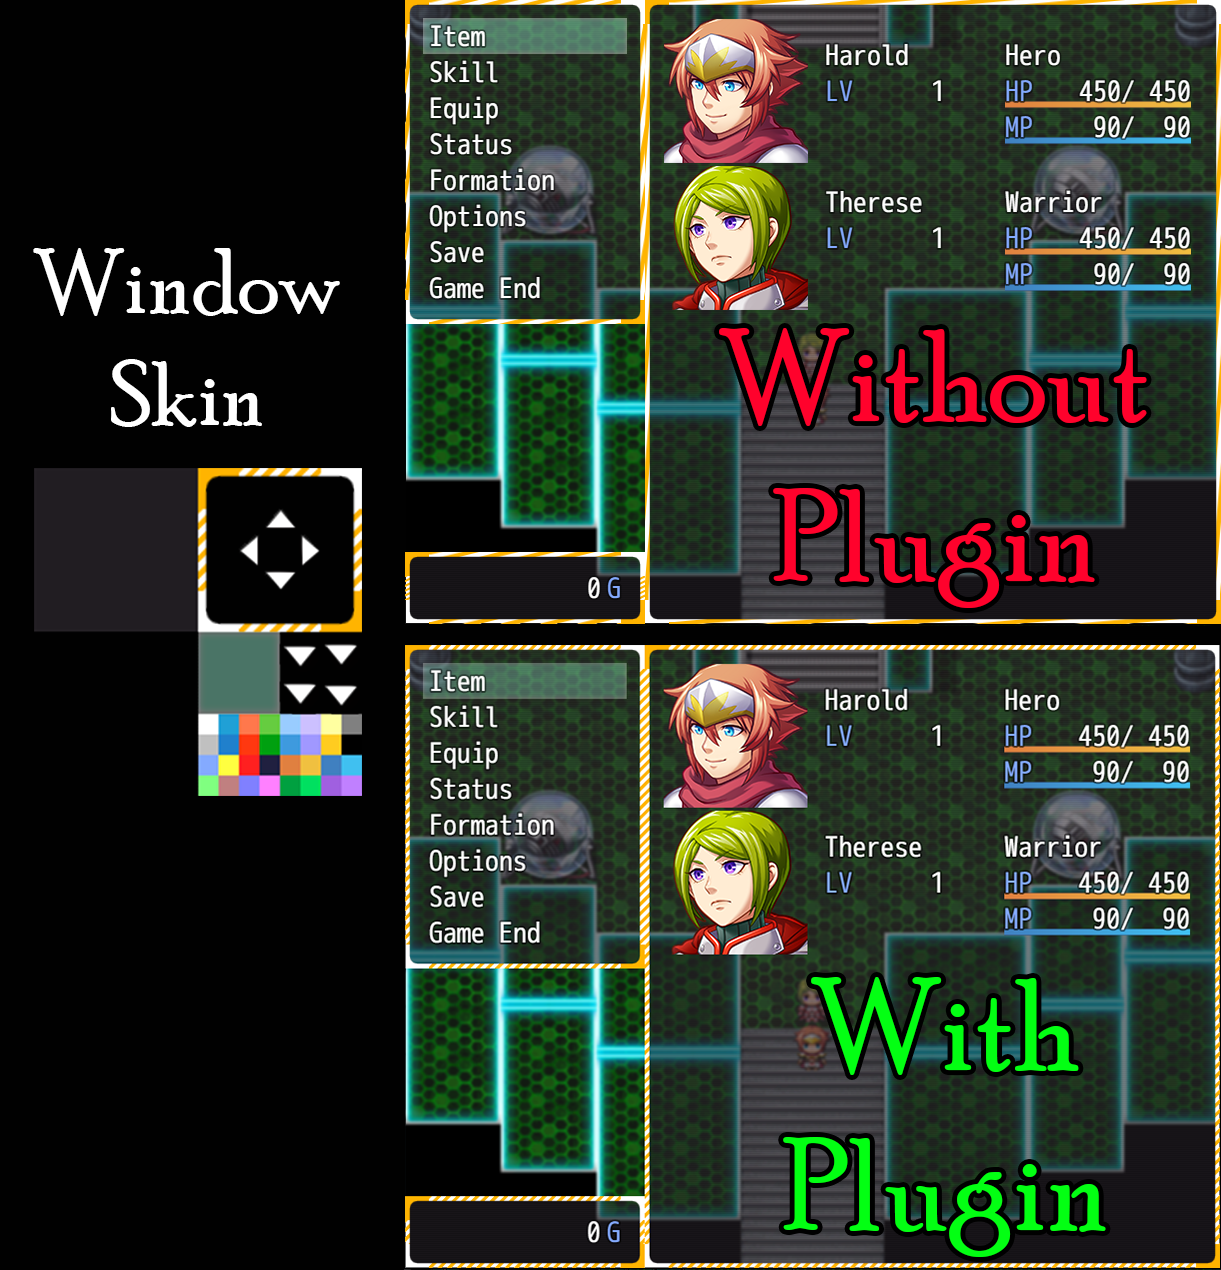 Window
Skin
Item
Skill
Equip
Status
Formation
Options
Save
Game End
0 G
Harold Hero
LV 1 HP 450/ 450
MP 90/ 90
Therese Warrior
LV 1 HP 450/ 450
MP 90/ 90
Without
Plugin
Item
Skill
Equip
Status
Formation
Options
Save
Game End
0 G
Harold Hero
LV 1 HP 450/ 450
MP 90/ 90
Therese Warrior
LV 1 HP 450/ 450
MP 90/ 90
With
Plugin